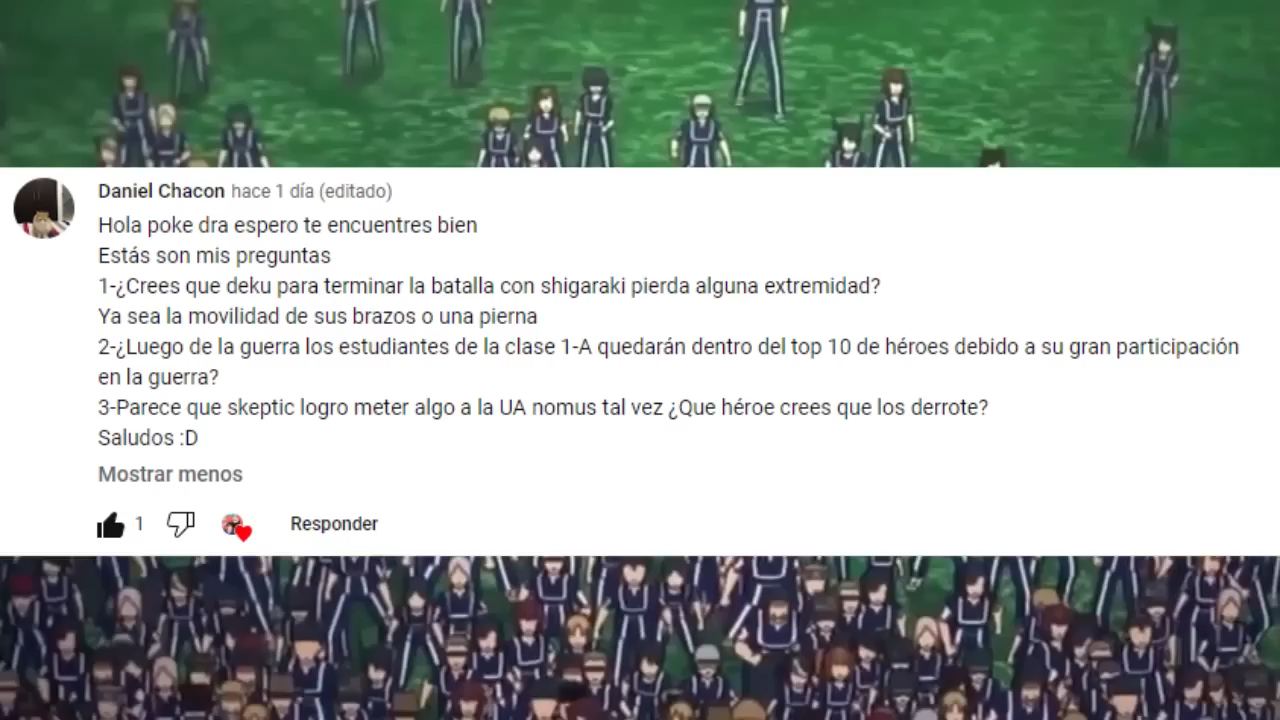 Daniel Chacon hace 1 día (editado)
Hola poke dra espero te encuentres bien
Estás son mis preguntas
1-¿Crees que deku para terminar la batalla con shigaraki pierda alguna extremidad?
Ya sea la movilidad de sus brazos o una pierna
2-¿Luego de la guerra los estudiantes de la clase 1-A quedarán dentro del top 10 de héroes debido a su gran participación
en la guerra?
3-Parece que skeptic logro meter algo a la UA nomus tal vez ¿Que héroe crees que los derrote?
Saludos :D
Mostrar menos
1 Responder